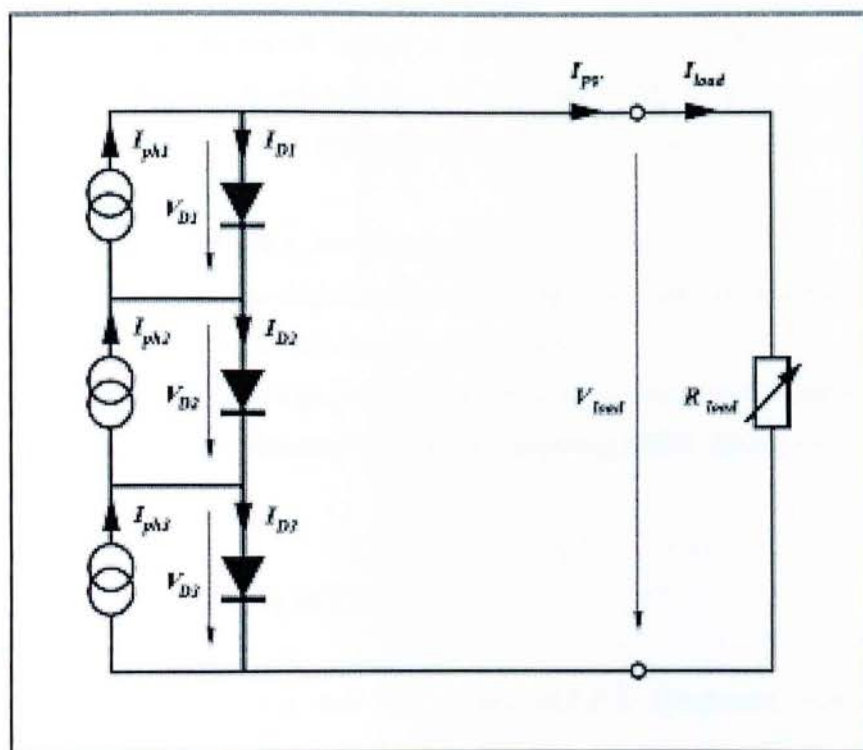 I_PV I_load
I_ph1 I_D1
V_D1
I_ph2 I_D2
V_D2 V_load R_load
I_ph3 I_D3
V_D3